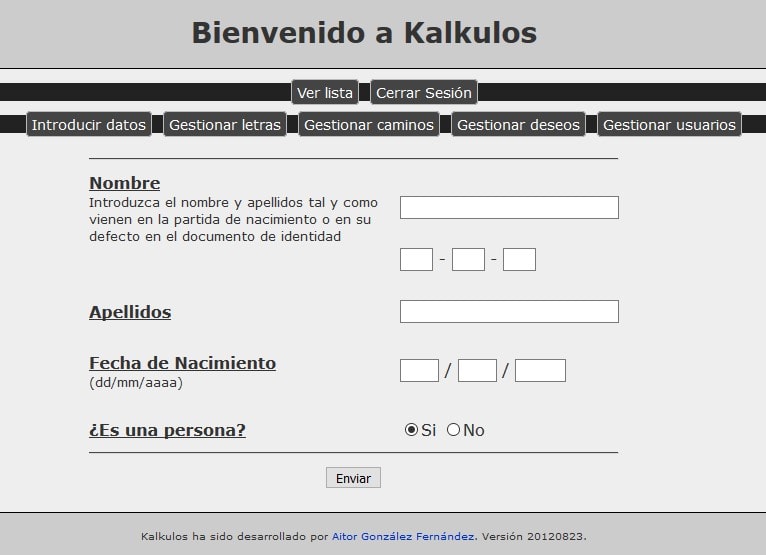 Bienvenido a Kalkulos
Ver lista Cerrar Sesión
Introducir datos Gestionar letras Gestionar caminos Gestionar deseos Gestionar usuarios
Nombre
Introduzca el nombre y apellidos tal y como
vienen en la partida de nacimiento o en su
defecto en el documento de identidad
- -
Apellidos
Fecha de Nacimiento
(dd/mm/aaaa)
/ /
¿Es una persona? Si No
Enviar
Kalkulos ha sido desarrollado por Aitor González Fernández. Versión 20120823.